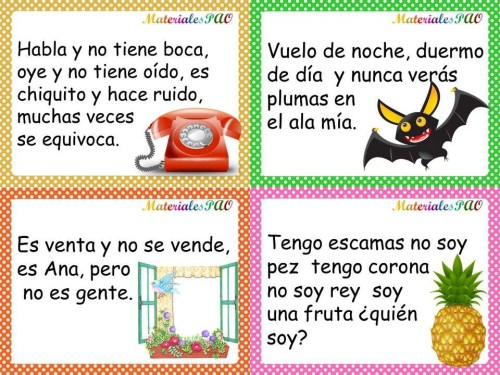 MaterialesPAO
Habla y no tiene boca,
oye y no tiene oído, es
chiquito y hace ruido,
muchas veces
se equivoca.
MaterialesPAO
Vuelo de noche, duermo
de día y nunca verás
plumas en
el ala mía.
MaterialesPAO
Es venta y no se vende,
es Ana, pero
no es gente.
MaterialesPAO
Tengo escamas no soy
pez tengo corona
no soy rey soy
una fruta ¿quién
soy?